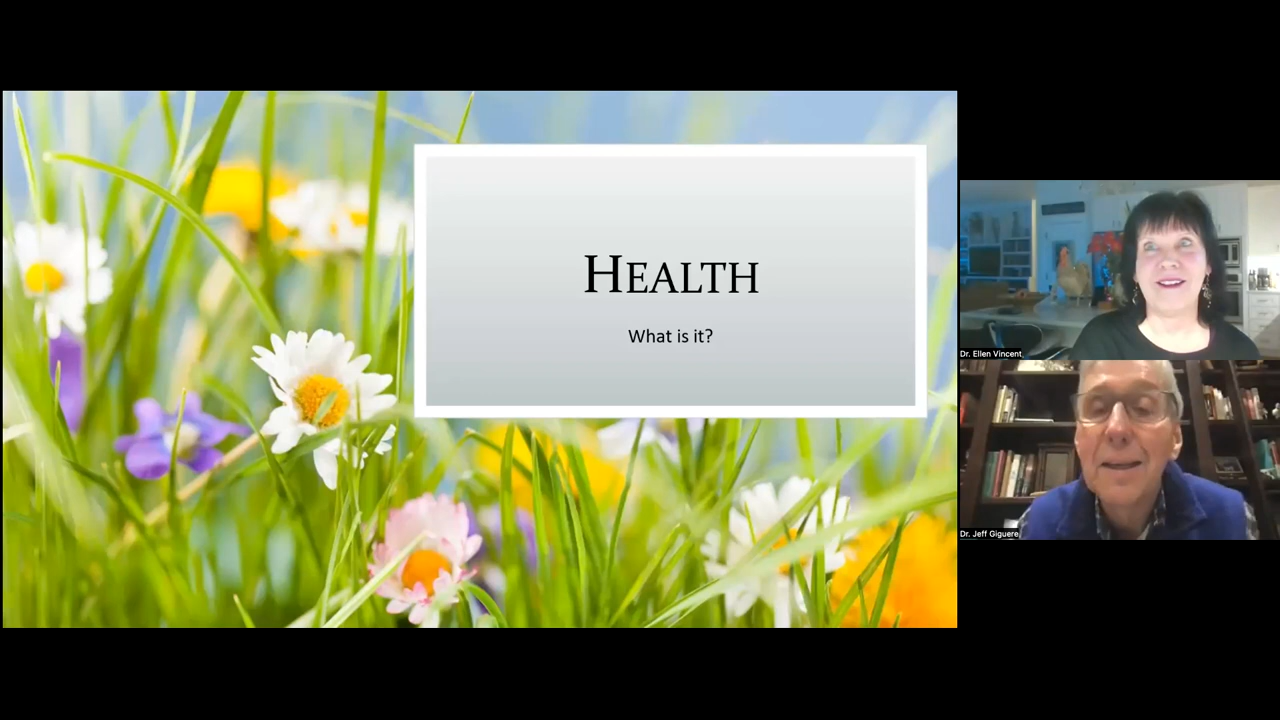 HEALTH
What is it?
Dr. Ellen Vincent
Dr. Jeff Giguere